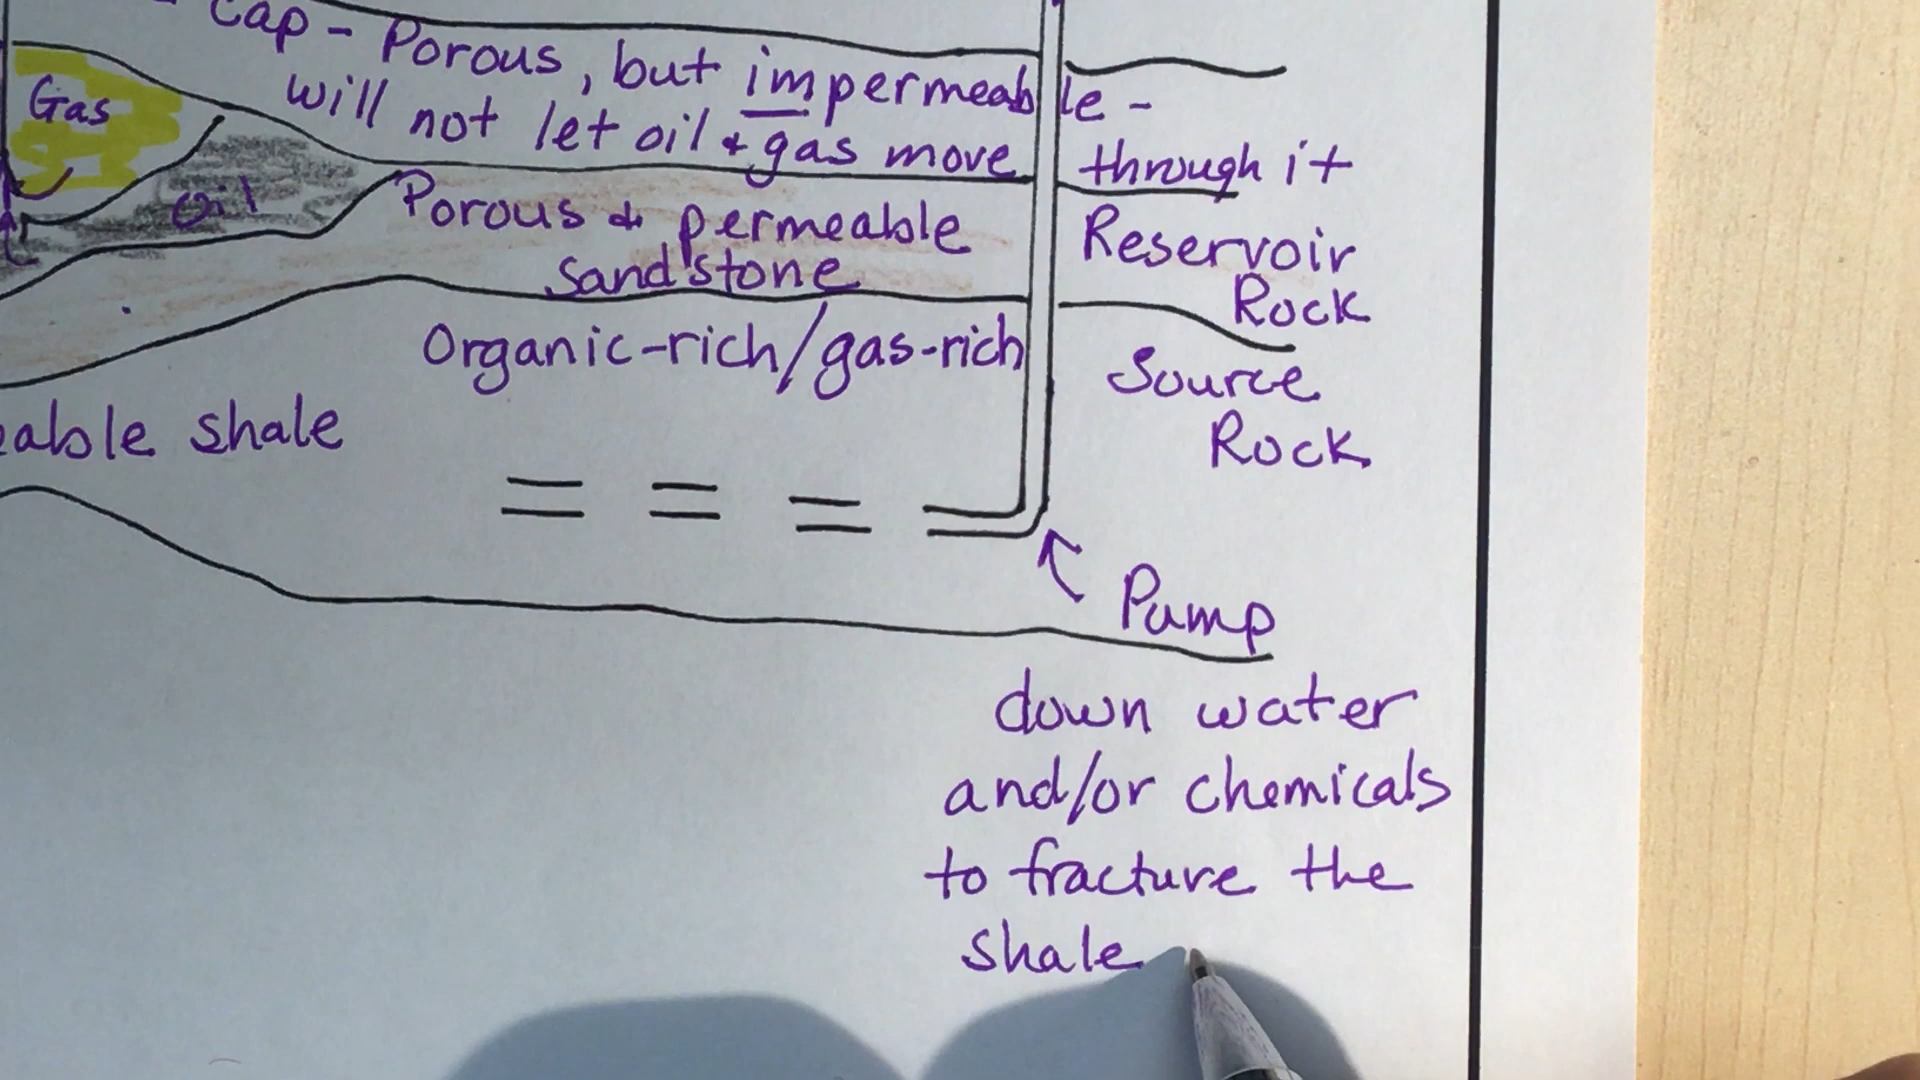 Cap - Porous, but impermeable -
will not let oil & gas move through it
Gas
Oil
Porous & permeable
Sandstone
Reservoir
Rock
Organic-rich/gas-rich
Source
Rock
shale
Pump
down water
and/or chemicals
to fracture the
shale